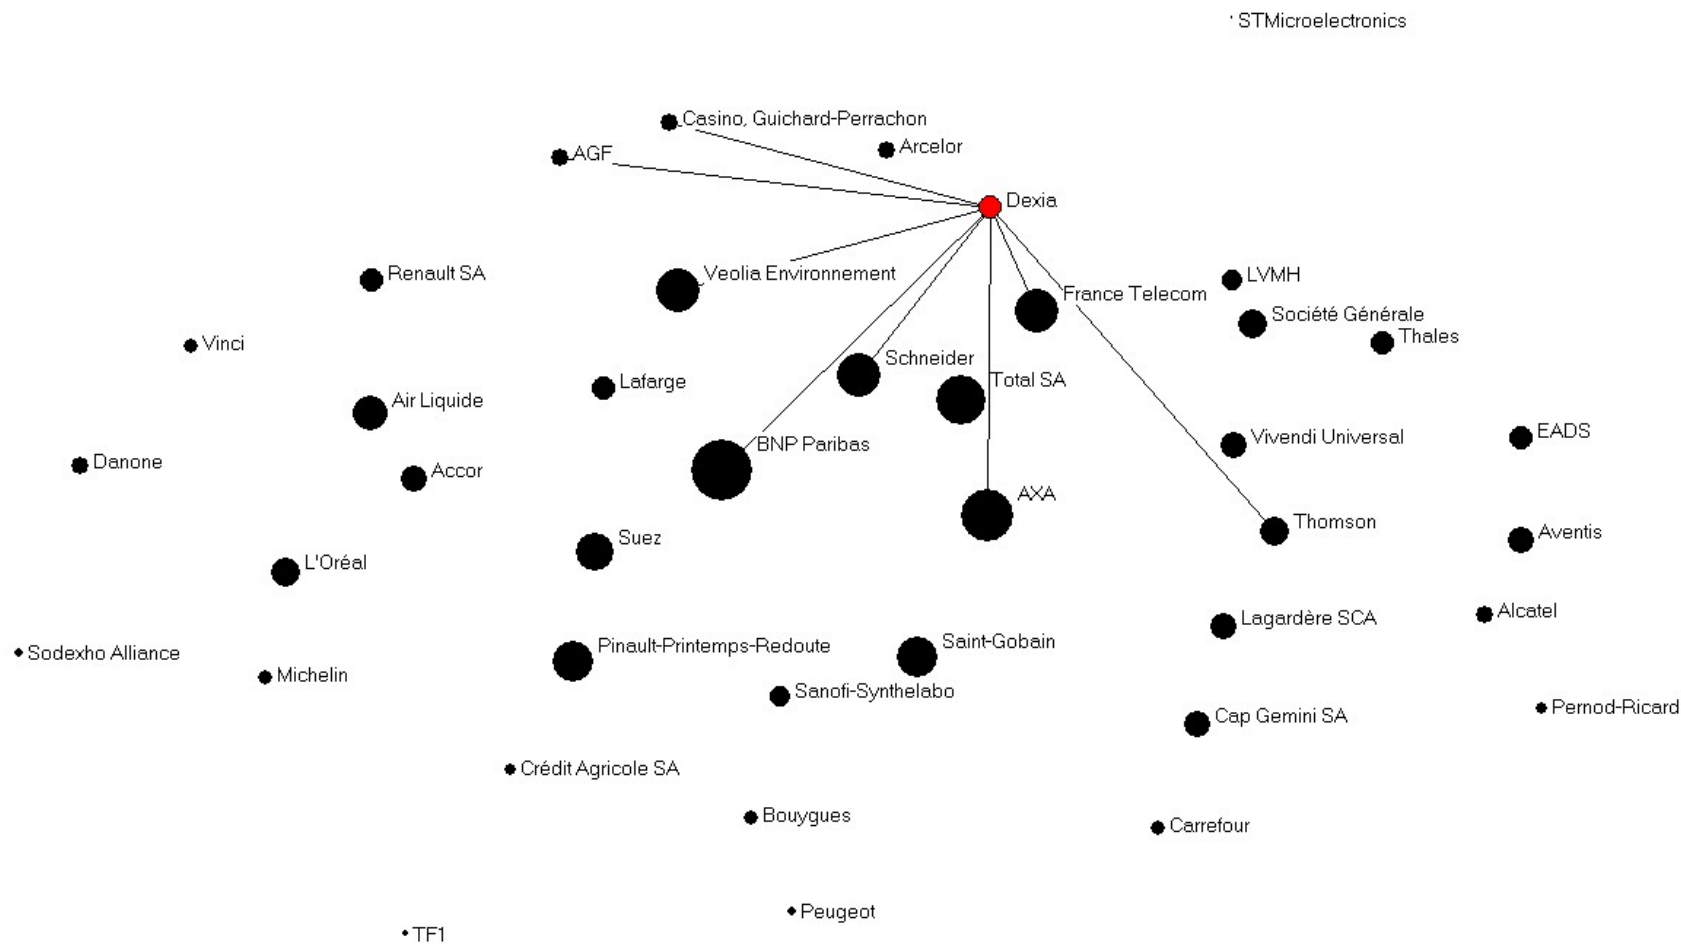 STMicroelectronics
Casino, Guichard-Perrachon
Arcelor
AGF
Dexia
Renault SA
Veolia Environnement
LVMH
France Telecom
Société Générale
Thales
Vinci
Schneider
Lafarge
Total SA
Air Liquide
BNP Paribas
Vivendi Universal
EADS
Danone
Accor
AXA
Thomson
Aventis
Suez
L'Oréal
Alcatel
Lagardère SCA
Saint-Gobain
Pinault-Printemps-Redoute
Sodexho Alliance
Michelin
Sanofi-Synthelabo
Pernod-Ricard
Cap Gemini SA
Crédit Agricole SA
Bouygues
Carrefour
Peugeot
TF1